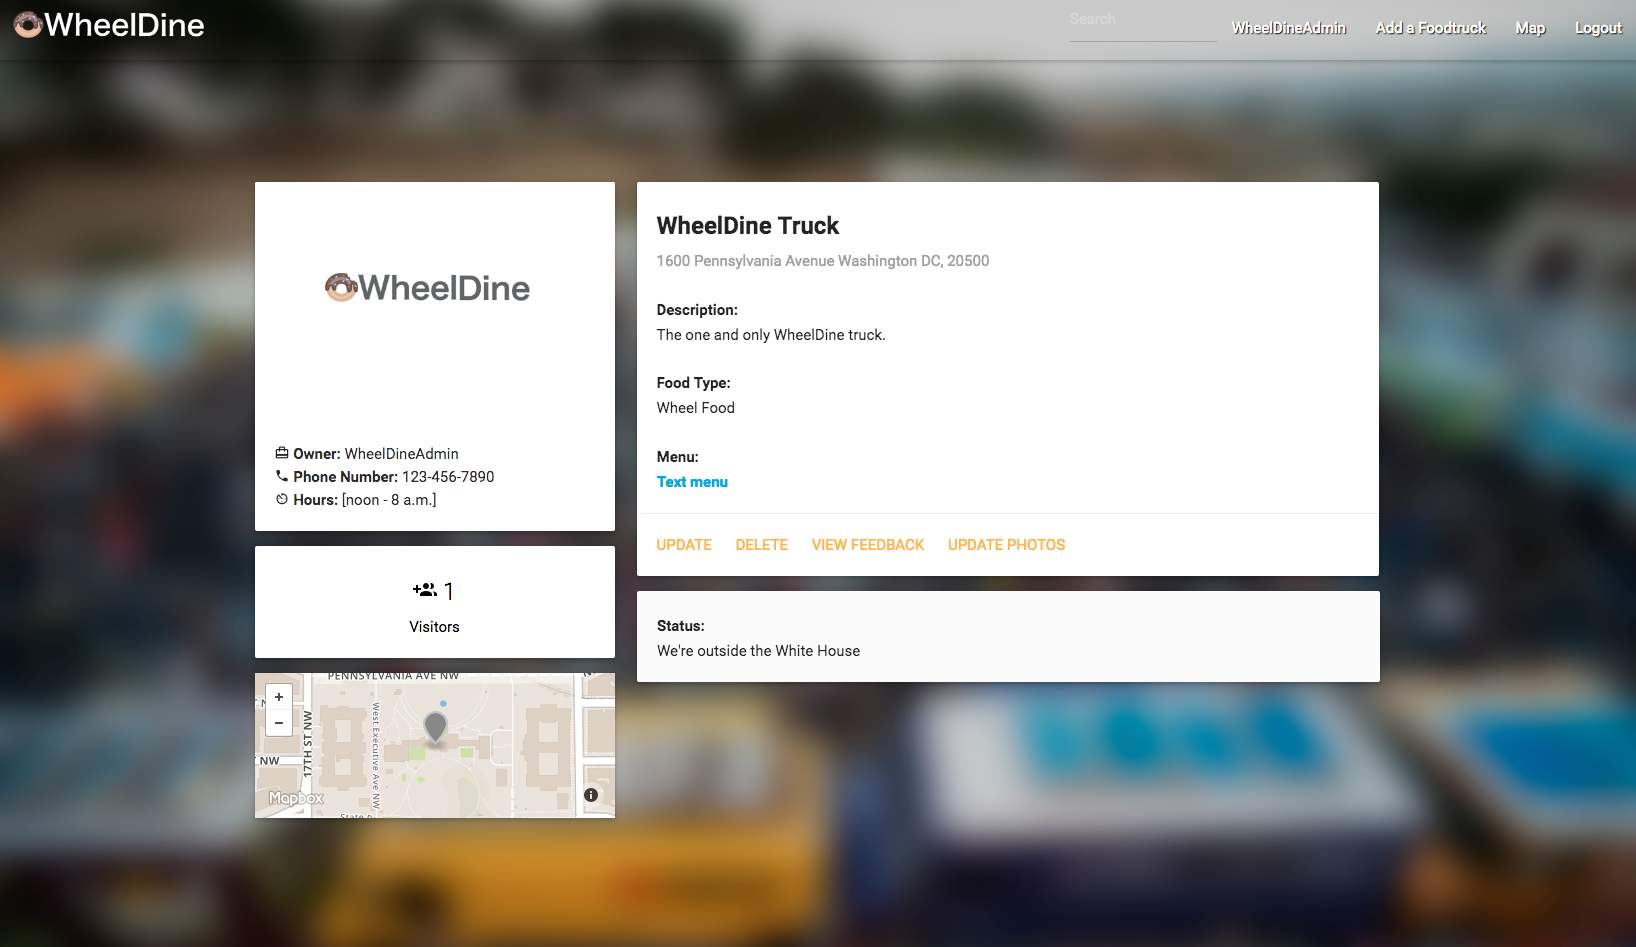 WheelDine
Search
WheelDineAdmin
Add a Foodtruck
Map
Logout
WheelDine
Owner: WheelDineAdmin
Phone Number: 123-456-7890
Hours: [noon - 8 a.m.]
1
Visitors
PENNSYLVANIA AVE NW
+
−
17TH ST NW
West Executive Ave NW
NW
Mapbox
WheelDine Truck
1600 Pennsylvania Avenue Washington DC, 20500
Description:
The one and only WheelDine truck.
Food Type:
Wheel Food
Menu:
Text menu
UPDATE
DELETE
VIEW FEEDBACK
UPDATE PHOTOS
Status:
We're outside the White House